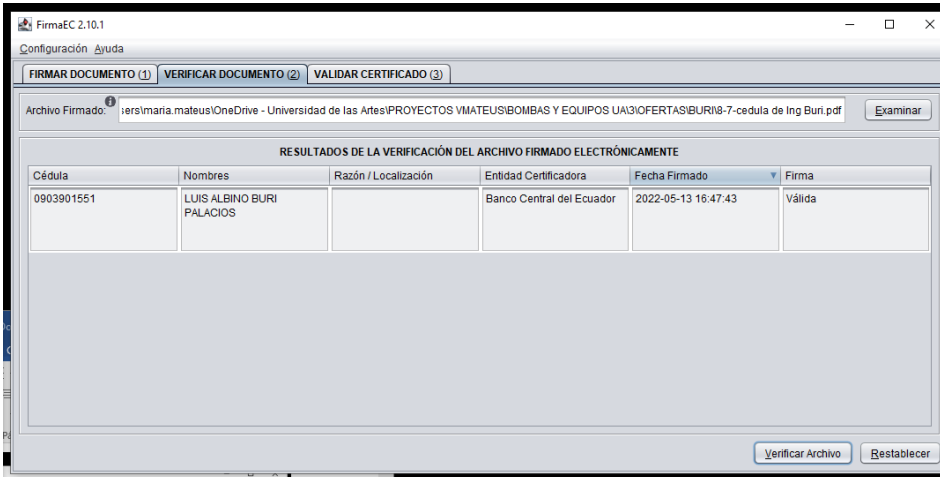 FirmaEC 2.10.1
Configuración Ayuda
FIRMAR DOCUMENTO (1) VERIFICAR DOCUMENTO (2) VALIDAR CERTIFICADO (3)
Archivo Firmado: sers\maria.mateus\OneDrive - Universidad de las Artes\PROYECTOS VMATEUS\BOMBAS Y EQUIPOS UA\3\OFERTAS\BURI\8-7-cedula de Ing Buri.pdf Examinar
RESULTADOS DE LA VERIFICACIÓN DEL ARCHIVO FIRMADO ELECTRÓNICAMENTE
Cédula Nombres Razón / Localización Entidad Certificadora Fecha Firmado Firma
0903901551 LUIS ALBINO BURI Banco Central del Ecuador 2022-05-13 16:47:43 Válida
PALACIOS
Verificar Archivo Restablecer